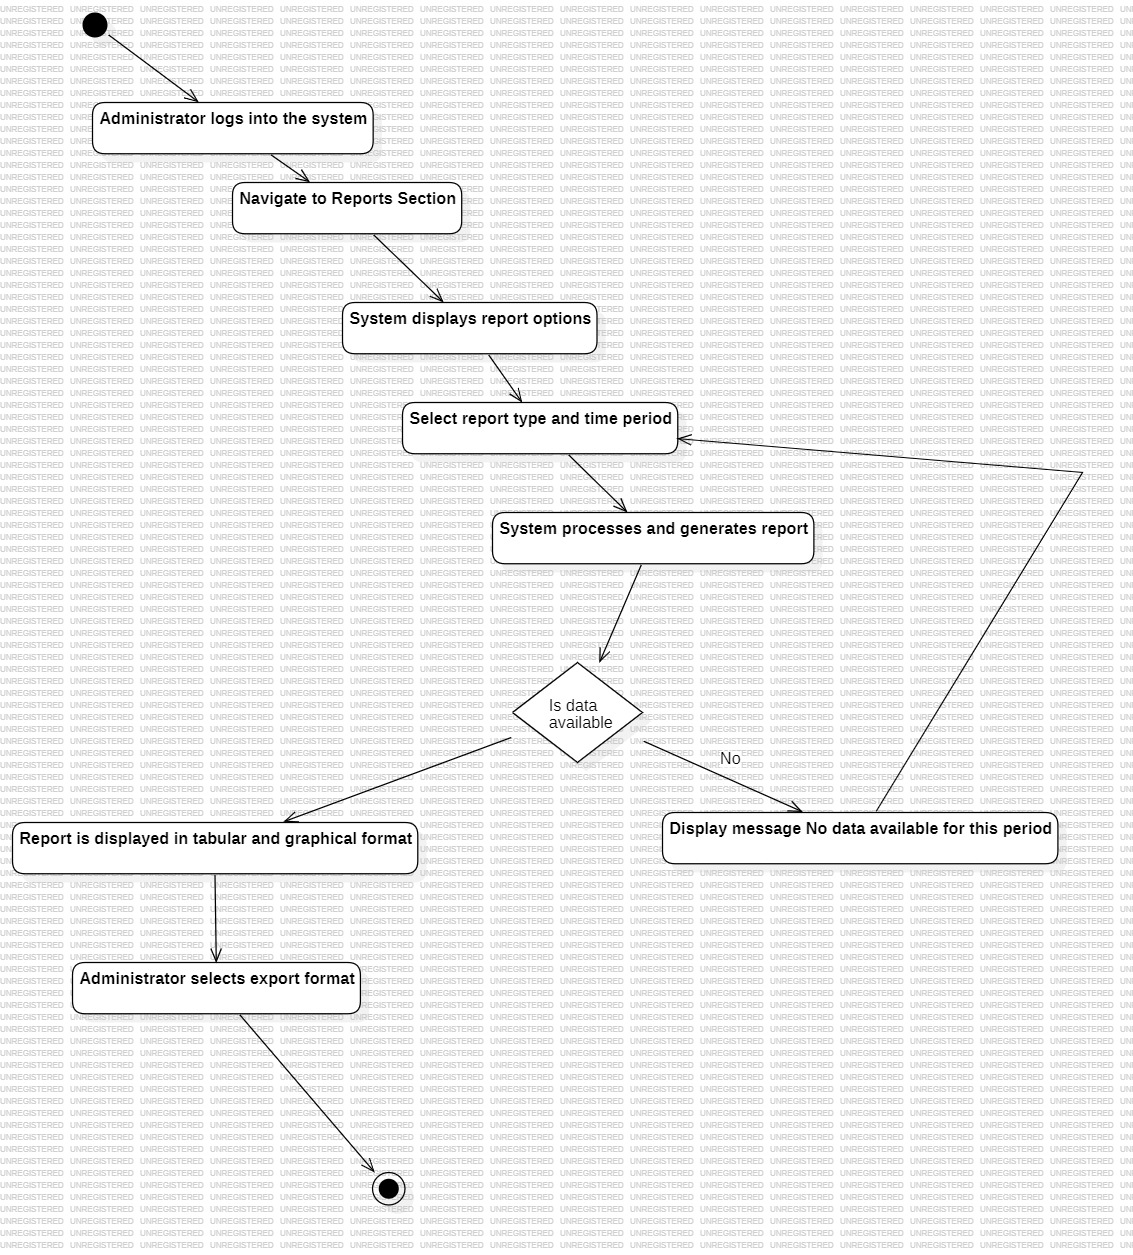 Administrator logs into the system
Navigate to Reports Section
System displays report options
Select report type and time period
System processes and generates report
Is data
available
No
Report is displayed in tabular and graphical format
Display message No data available for this period
Administrator selects export format
UNREGISTERED